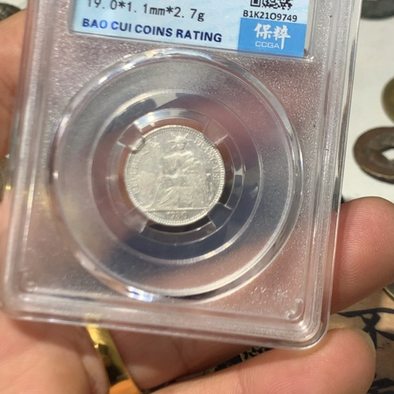 19.0*1.1mm*2.7g
BAO CUI COINS RATING
B1K21O9749
保粹
CCGA